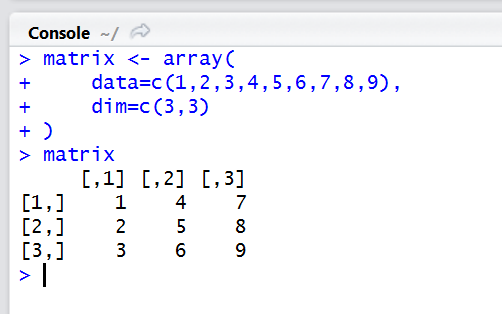 Console ~/
> matrix <- array(
+     data=c(1,2,3,4,5,6,7,8,9),
+     dim=c(3,3)
+ )
> matrix
     [,1] [,2] [,3]
[1,]    1    4    7
[2,]    2    5    8
[3,]    3    6    9
>